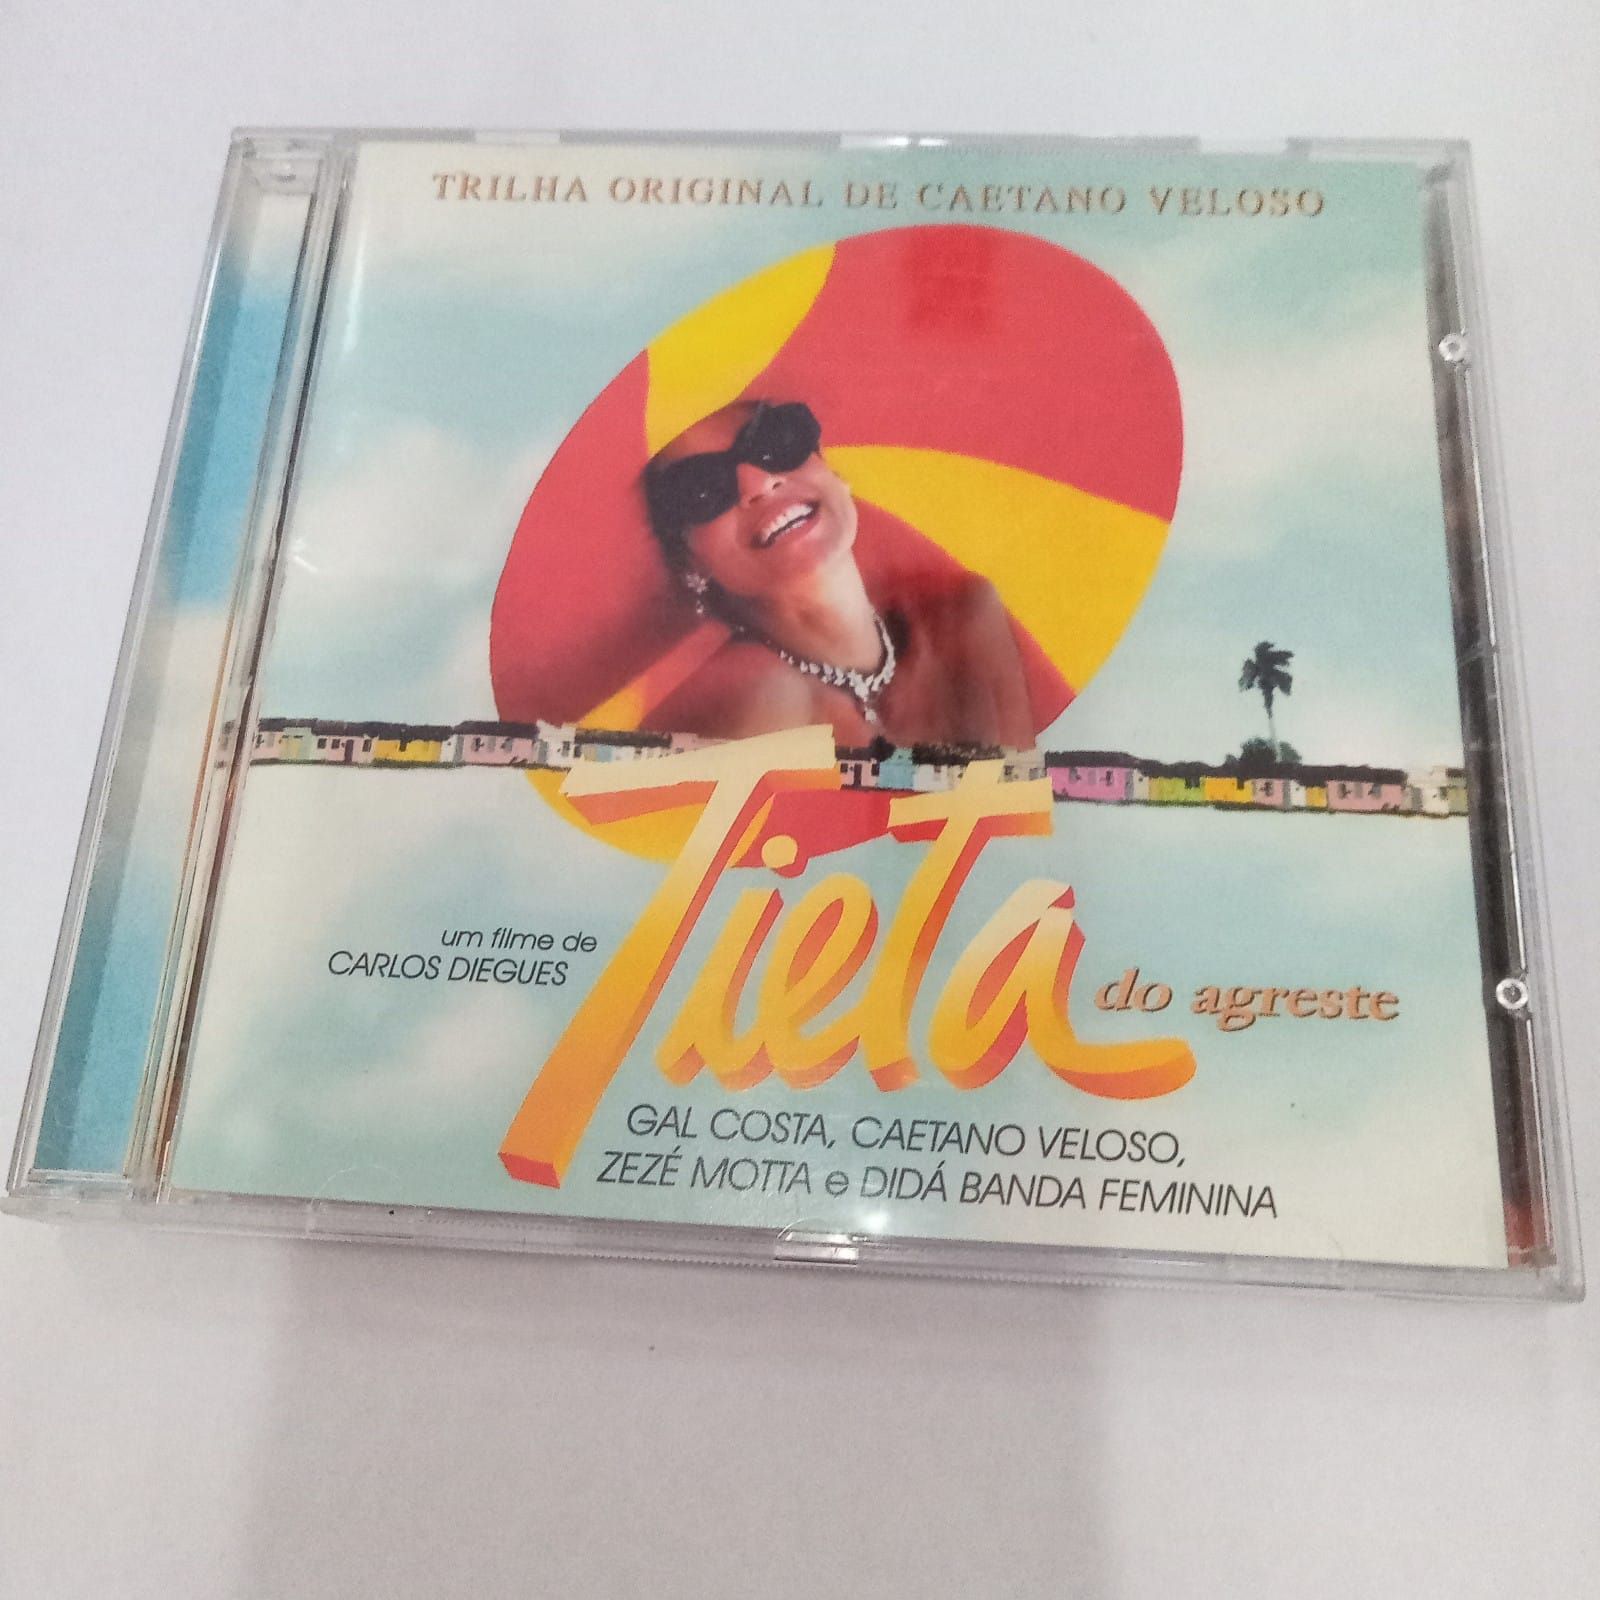 TRILHA ORIGINAL DE CAETANO VELOSO
um filme de
CARLOS DIEGUES
Tieta
do agreste
GAL COSTA, CAETANO VELOSO,
ZEZÉ MOTTA e DIDÁ BANDA FEMININA